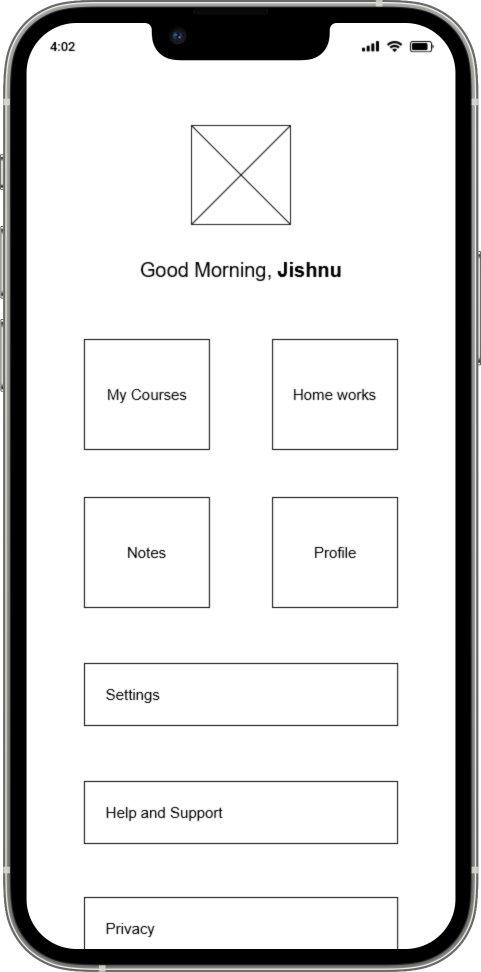 4:02
Good Morning, Jishnu
My Courses
Home works
Notes
Profile
Settings
Help and Support
Privacy